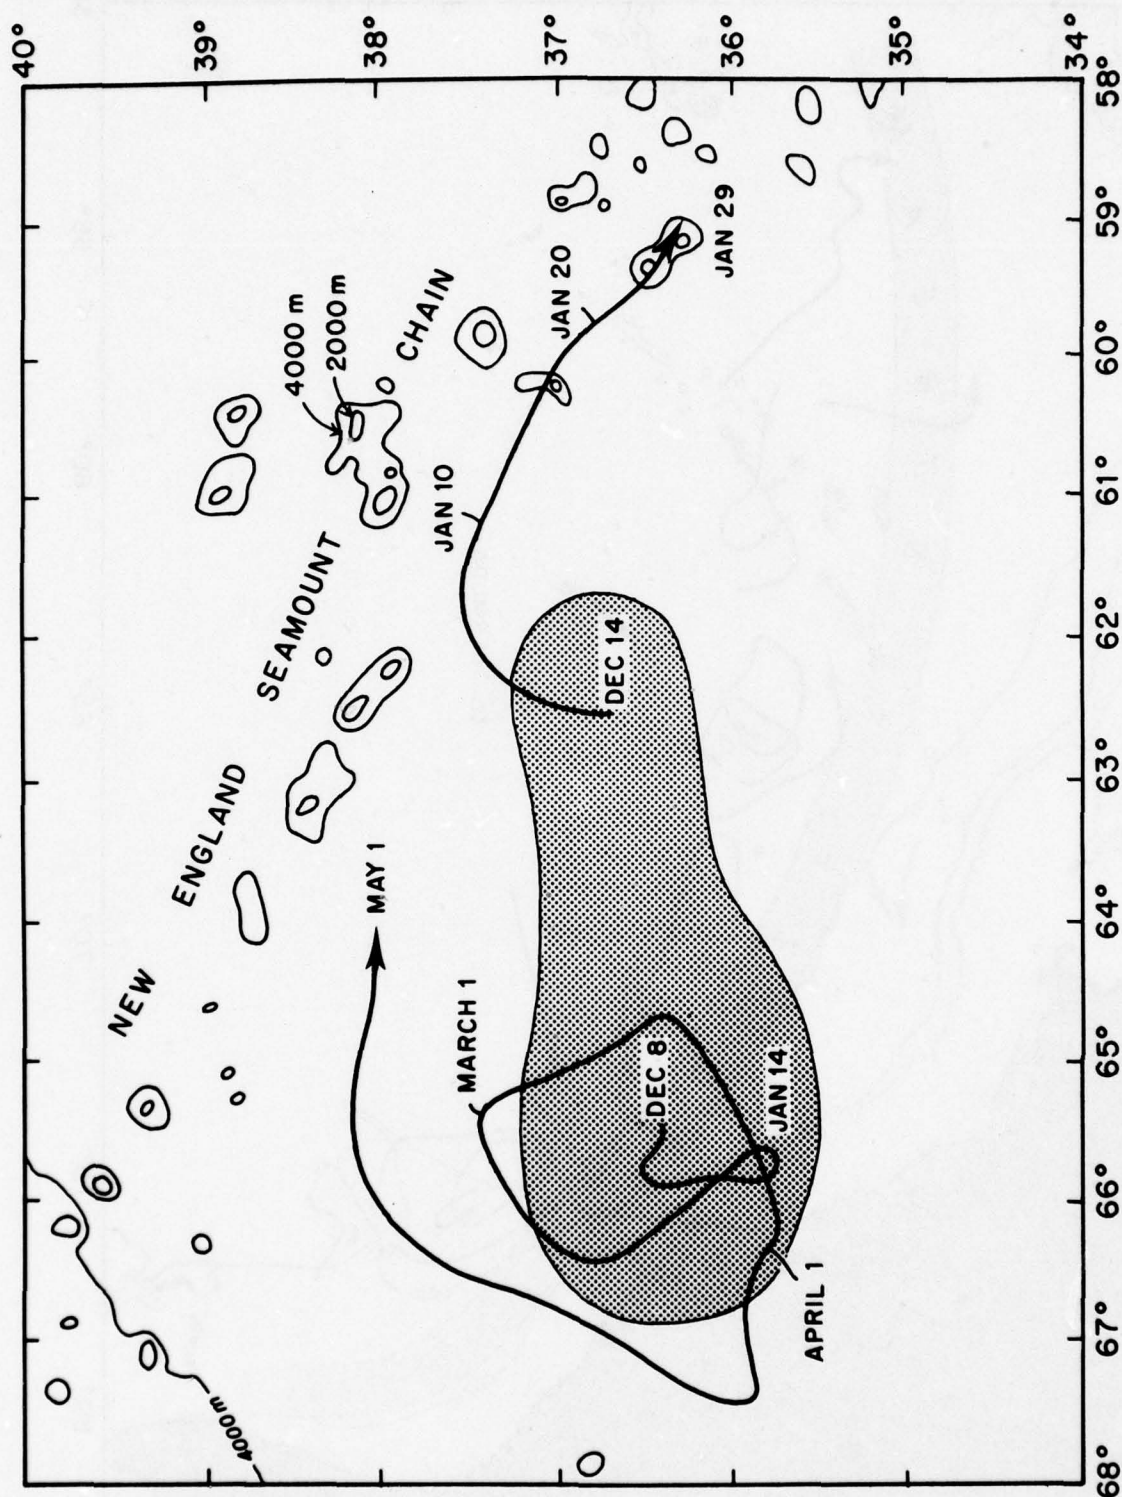 40°
39°
38°
37°
36°
35°
34°
68°
67°
66°
65°
64°
63°
62°
61°
60°
59°
58°
NEW
ENGLAND
SEAMOUNT
CHAIN
4000 m
2000 m
4000 m
MAY 1
MARCH 1
DEC 8
JAN 14
APRIL 1
DEC 14
JAN 10
JAN 20
JAN 29